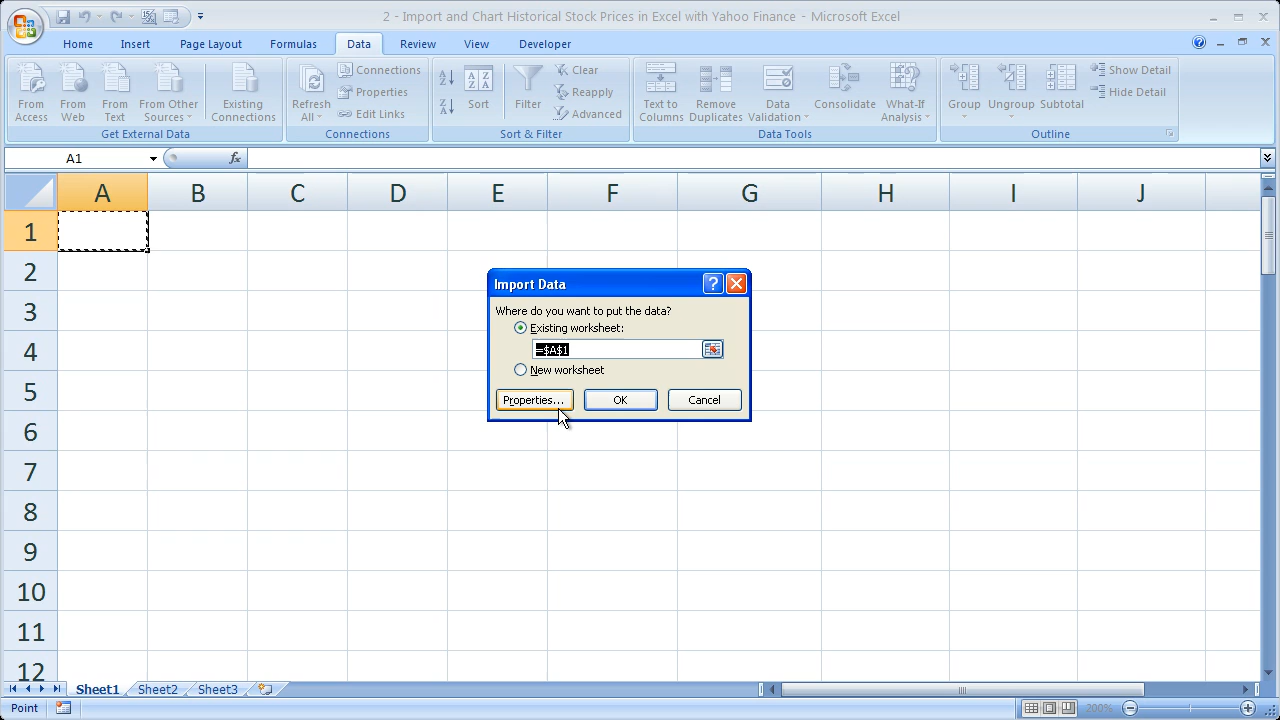 2 - Import and Chart Historical Stock Prices in Excel with Yahoo Finance - Microsoft Excel
Home Insert Page Layout Formulas Data Review View Developer
From Access From Web From Text From Other Sources Existing Connections
Get External Data
Refresh All Connections Properties Edit Links
Connections
Sort Filter Clear Reapply Advanced
Sort & Filter
Text to Columns Remove Duplicates Data Validation Consolidate What-If Analysis
Data Tools
Group Ungroup Subtotal Show Detail Hide Detail
Outline
A1 fx
A B C D E F G H I J
1
2
3
4
5
6
7
8
9
10
11
12
Import Data
Where do you want to put the data?
Existing worksheet:
=$A$1
New worksheet
Properties... OK Cancel
Sheet1 Sheet2 Sheet3
Point 200%